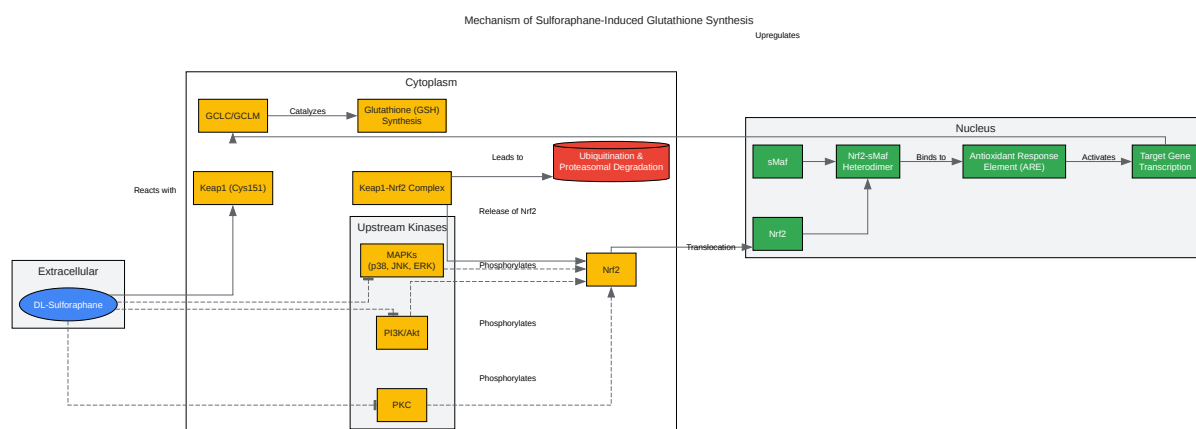 Mechanism of Sulforaphane-Induced Glutathione Synthesis
Upregulates
Cytoplasm
GCLC/GCLM
Catalyzes
Glutathione (GSH)
Synthesis
Nucleus
Leads to
Ubiquitination &
Proteasomal Degradation
sMaf
Nrf2-sMaf
Heterodimer
Binds to
Antioxidant Response
Element (ARE)
Activates
Target Gene
Transcription
Reacts with
Keap1 (Cys151)
Keap1-Nrf2 Complex
Release of Nrf2
Upstream Kinases
Nrf2
MAPKs
(p38, JNK, ERK)
Phosphorylates
Nrf2
Translocation
Extracellular
DL-Sulforaphane
PI3K/Akt
Phosphorylates
Phosphorylates
PKC